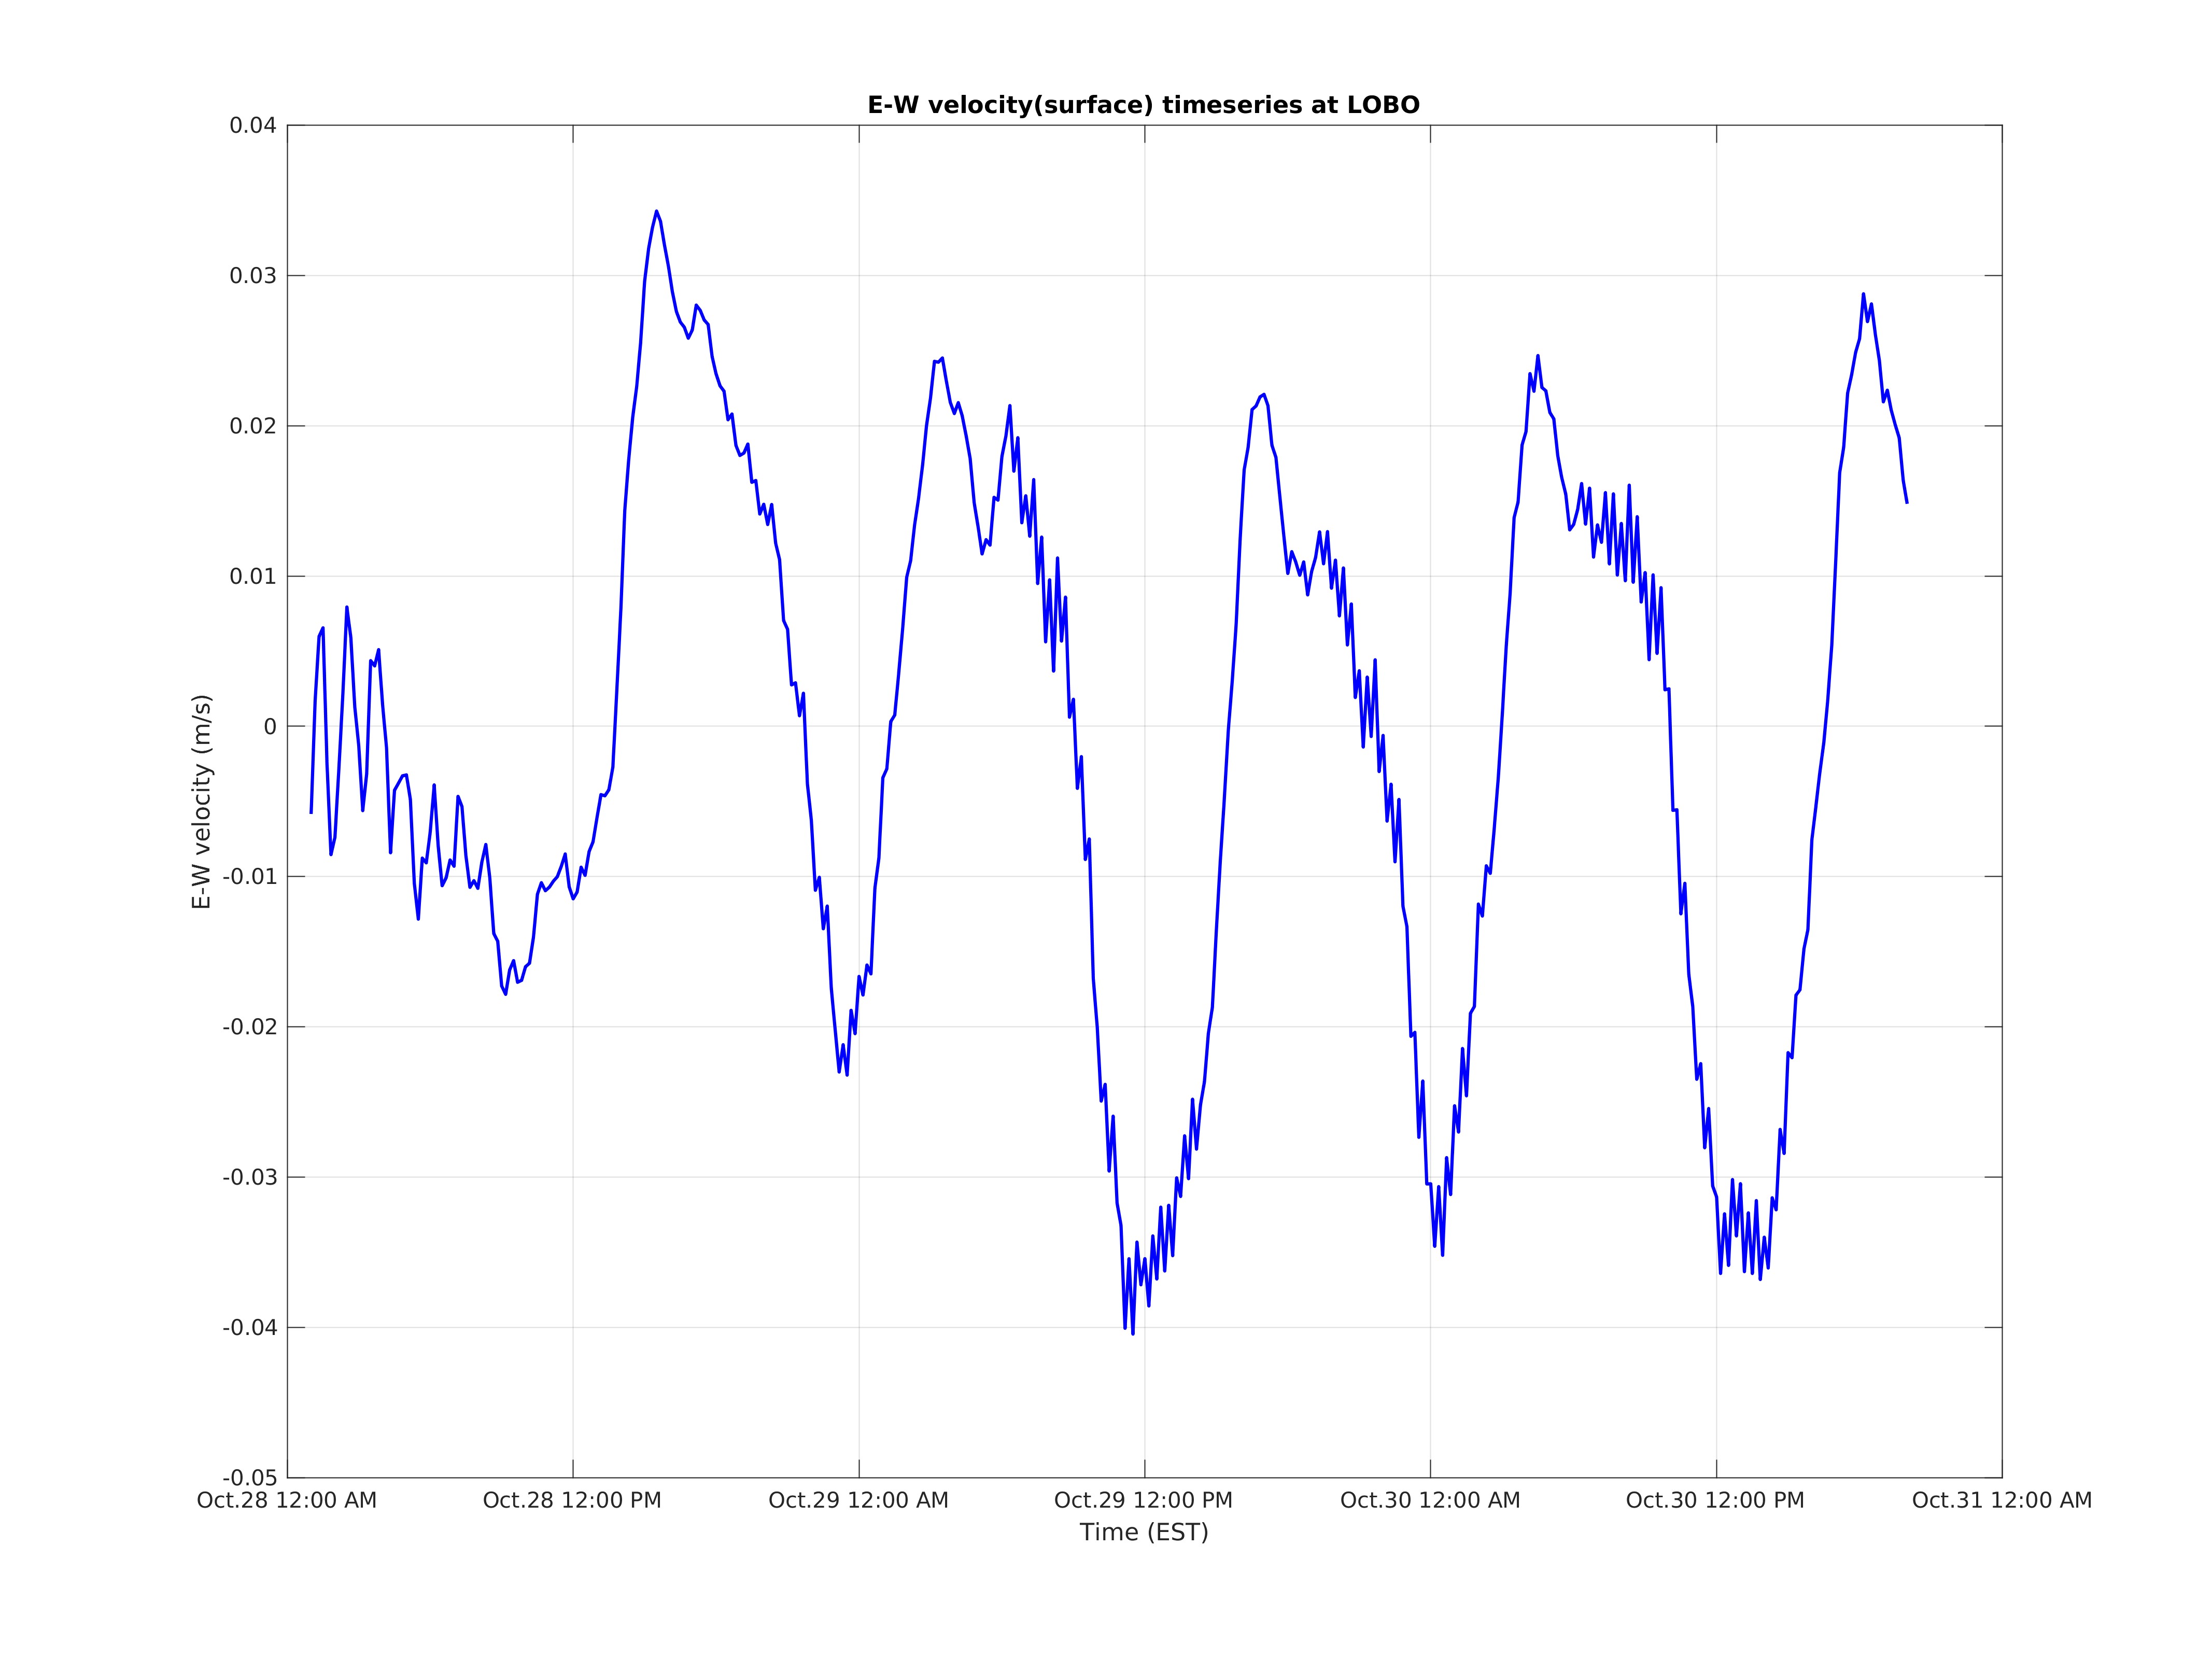 E-W velocity(surface) timeseries at LOBO
0.04
0.03
0.02
0.01
0
-0.01
-0.02
-0.03
-0.04
-0.05
E-W velocity (m/s)
Oct.28 12:00 AM
Oct.28 12:00 PM
Oct.29 12:00 AM
Oct.29 12:00 PM
Oct.30 12:00 AM
Oct.30 12:00 PM
Oct.31 12:00 AM
Time (EST)